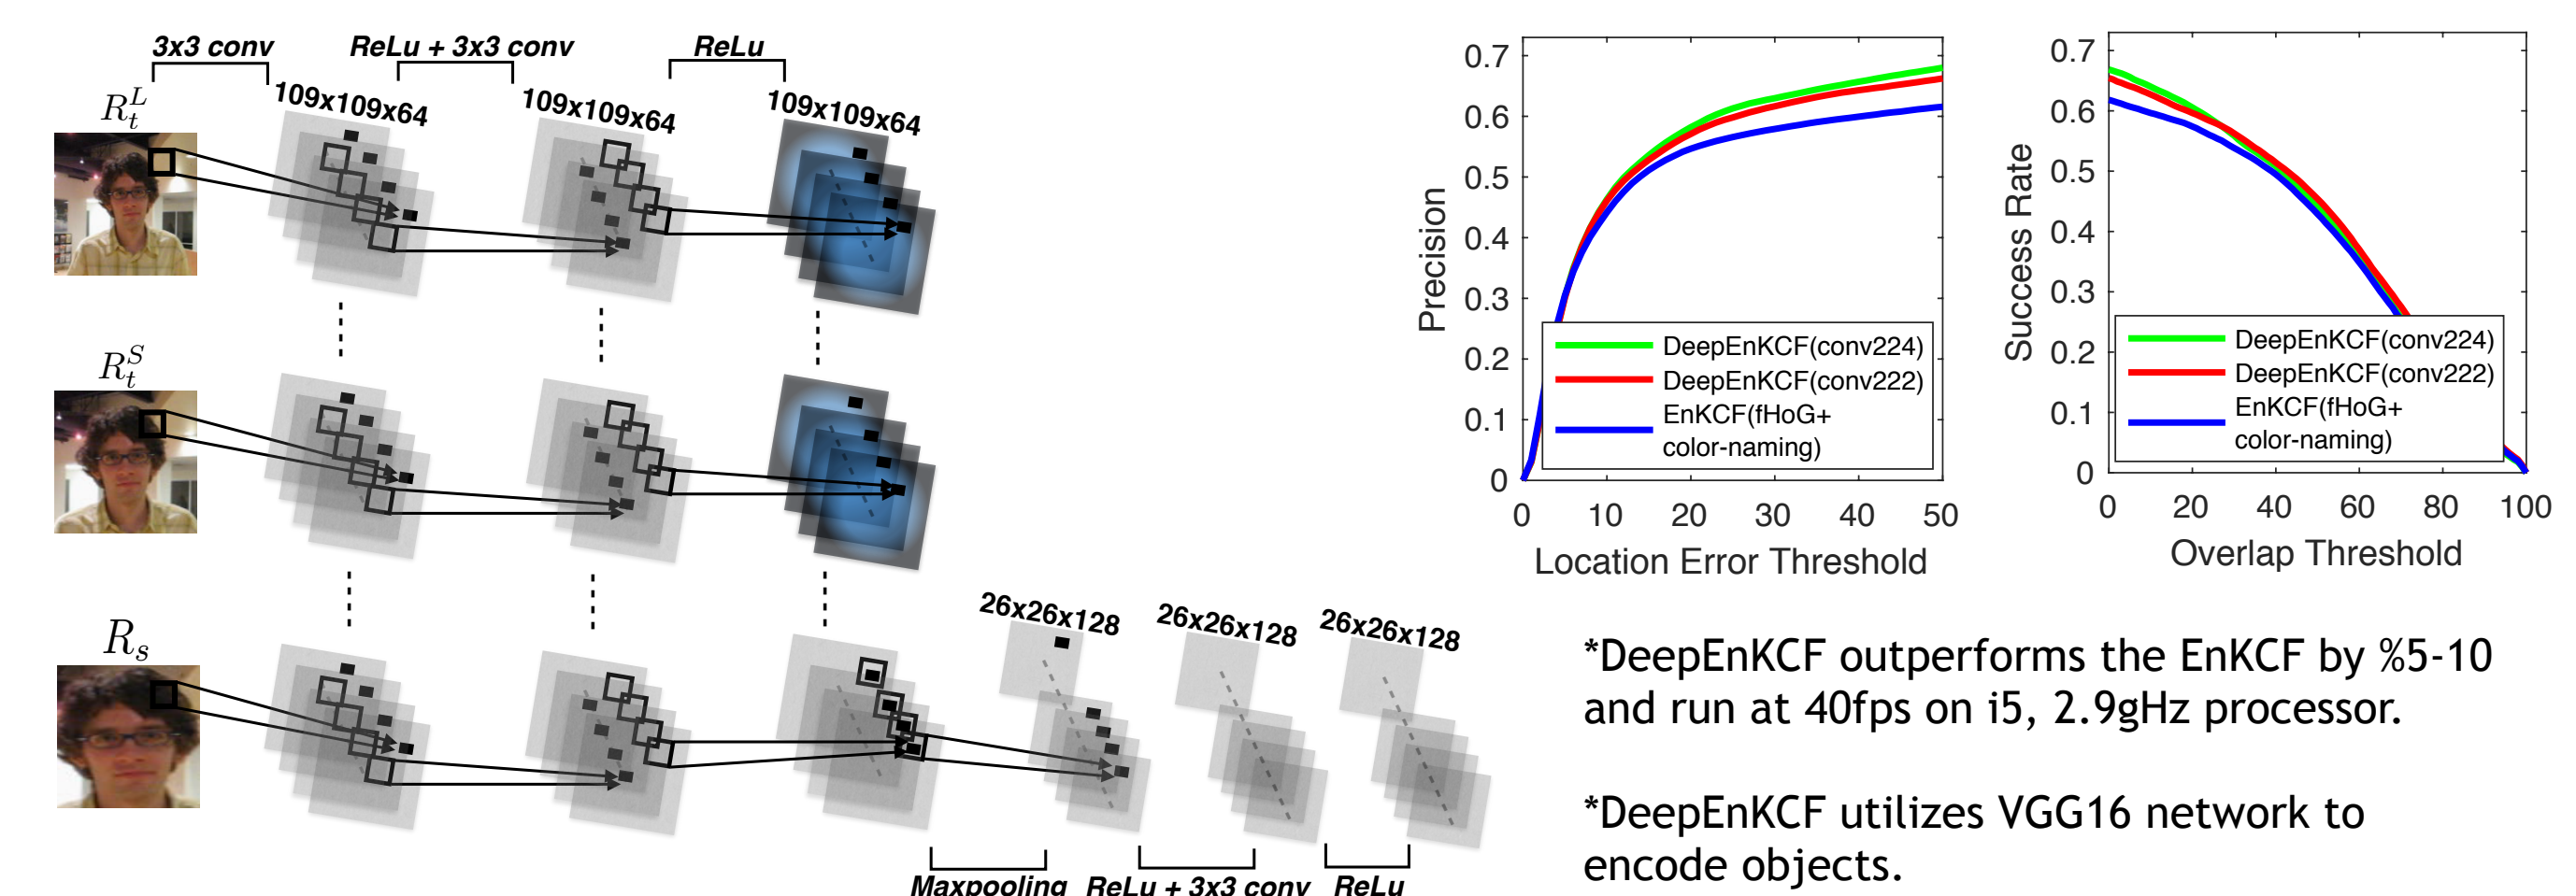 3x3 conv
ReLu + 3x3 conv
ReLu
R_t^L
109x109x64
109x109x64
109x109x64
R_t^S
R_s
26x26x128
26x26x128
26x26x128
Maxpooling
ReLu + 3x3 conv
ReLu
0.7
0.6
0.5
0.4
0.3
0.2
0.1
0
Precision
DeepEnKCF(conv224)
DeepEnKCF(conv222)
EnKCF(fHoG+
color-naming)
0 10 20 30 40 50
Location Error Threshold
0.7
0.6
0.5
0.4
0.3
0.2
0.1
0
Success Rate
DeepEnKCF(conv224)
DeepEnKCF(conv222)
EnKCF(fHoG+
color-naming)
0 20 40 60 80 100
Overlap Threshold
*DeepEnKCF outperforms the EnKCF by %5-10
and run at 40fps on i5, 2.9gHz processor.
*DeepEnKCF utilizes VGG16 network to
encode objects.